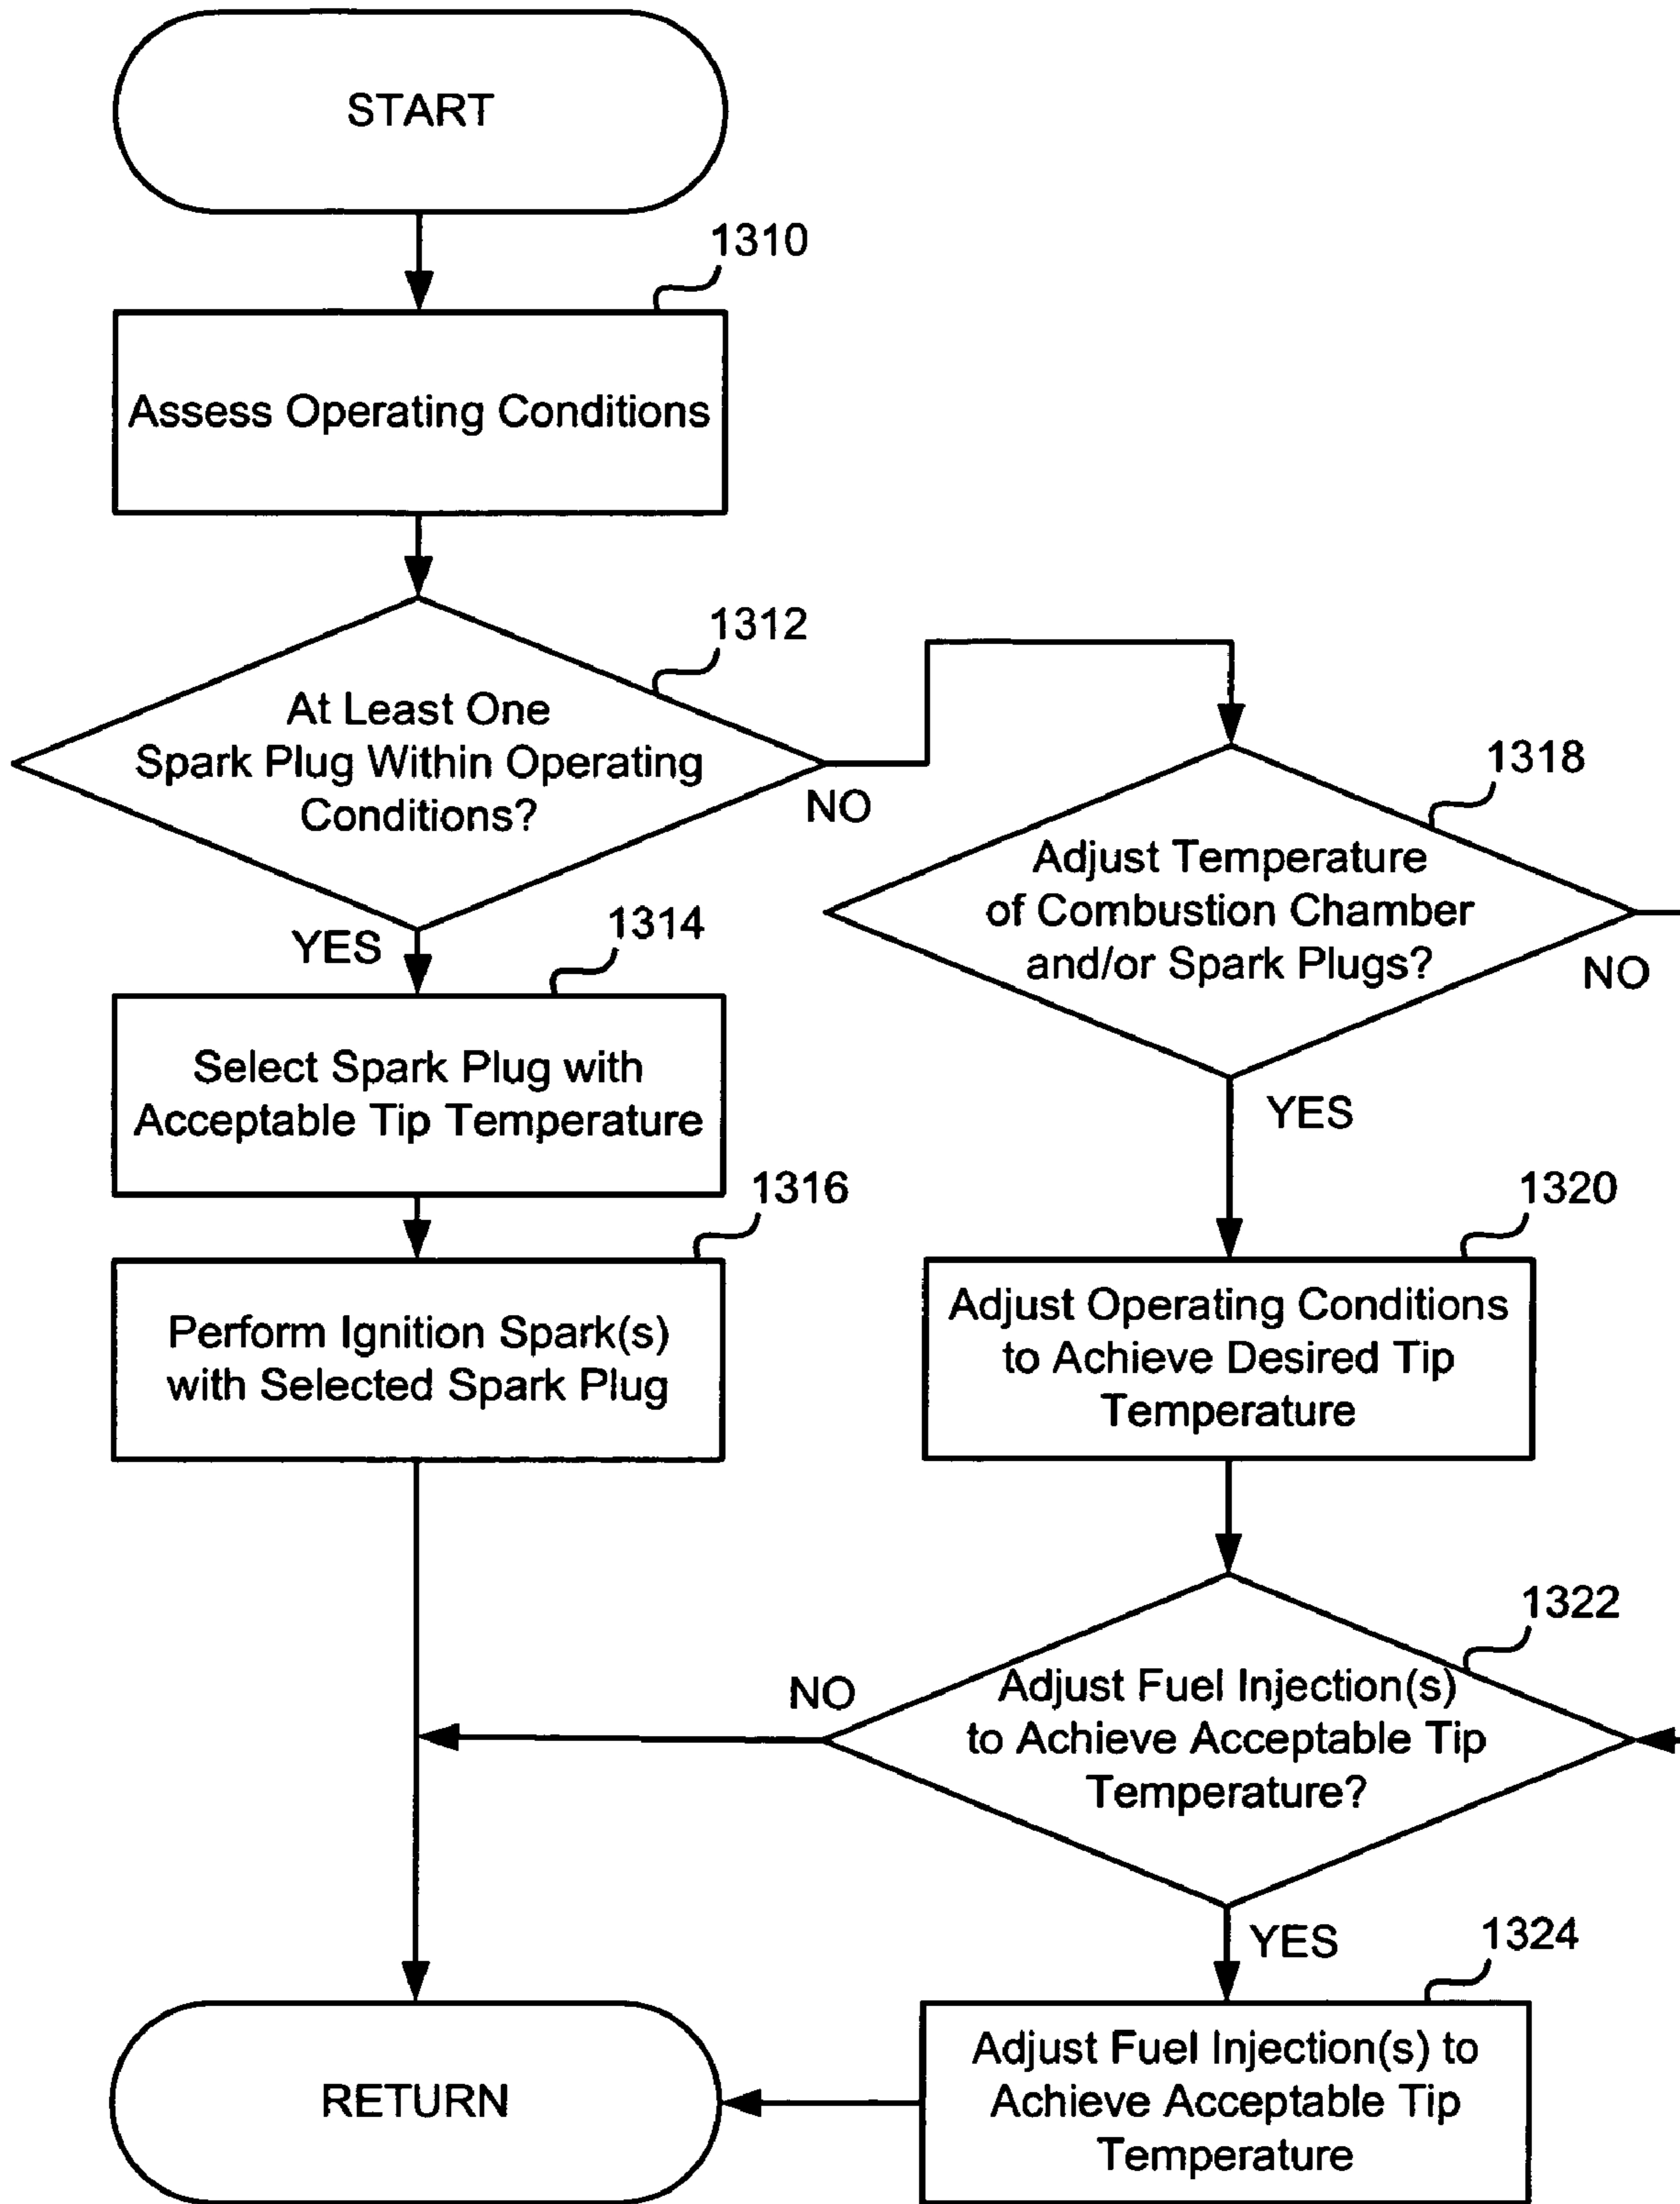 START
1310
Assess Operating Conditions
1312
At Least One
Spark Plug Within Operating
Conditions?
NO
YES
1314
Select Spark Plug with
Acceptable Tip Temperature
1316
Perform Ignition Spark(s)
with Selected Spark Plug
1318
Adjust Temperature
of Combustion Chamber
and/or Spark Plugs?
NO
YES
1320
Adjust Operating Conditions
to Achieve Desired Tip
Temperature
1322
Adjust Fuel Injection(s)
to Achieve Acceptable Tip
Temperature?
NO
YES
1324
Adjust Fuel Injection(s) to
Achieve Acceptable Tip
Temperature
RETURN